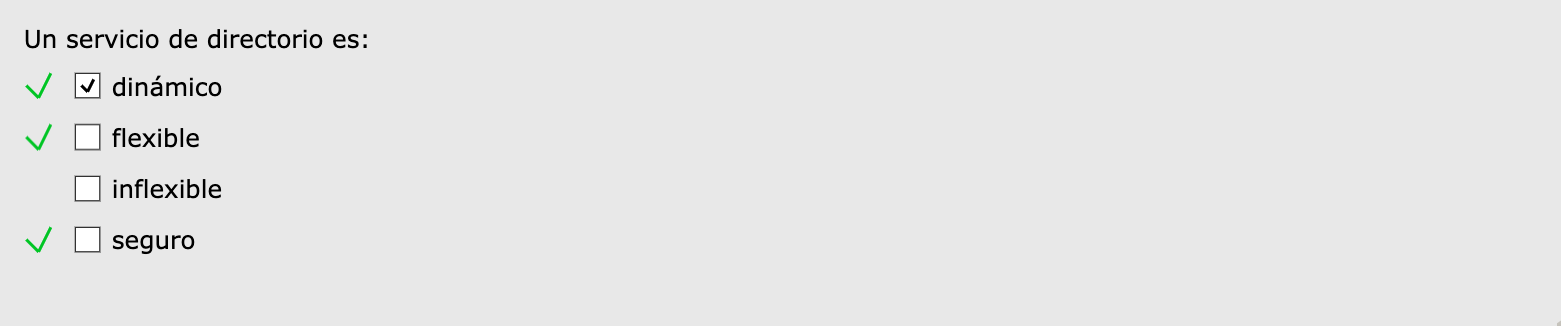 Un servicio de directorio es:
dinámico
flexible
inflexible
seguro